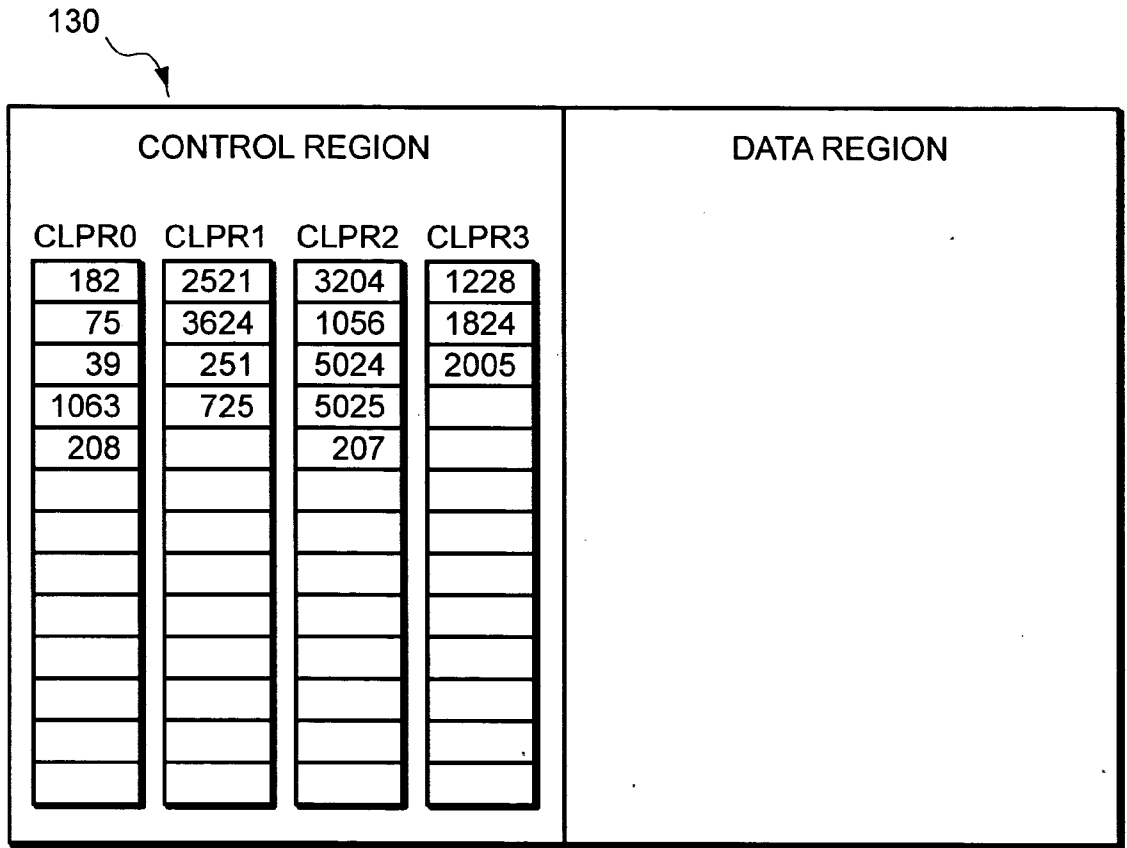 130
CONTROL REGION DATA REGION
CLPR0 CLPR1 CLPR2 CLPR3
182 2521 3204 1228
75 3624 1056 1824
39 251 5024 2005
1063 725 5025
208 207